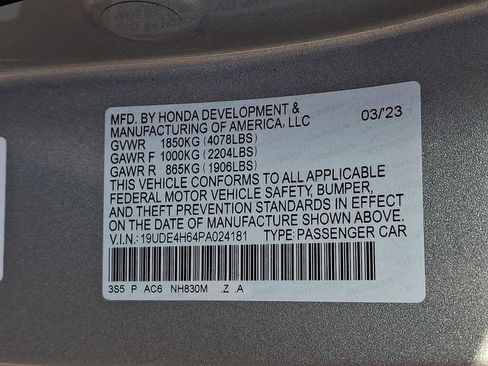 MFD. BY HONDA DEVELOPMENT & 03/'23
MANUFACTURING OF AMERICA, LLC
GVWR 1850KG (4078LBS)
GAWR F 1000KG (2204LBS)
GAWR R 865KG (1906LBS)
THIS VEHICLE CONFORMS TO ALL APPLICABLE
FEDERAL MOTOR VEHICLE SAFETY, BUMPER,
AND THEFT PREVENTION STANDARDS IN EFFECT
ON THE DATE OF MANUFACTURE SHOWN ABOVE.
V.I.N.: 19UDE4H64PA024181 TYPE: PASSENGER CAR
3S5 P AC6 NH830M .Z .A